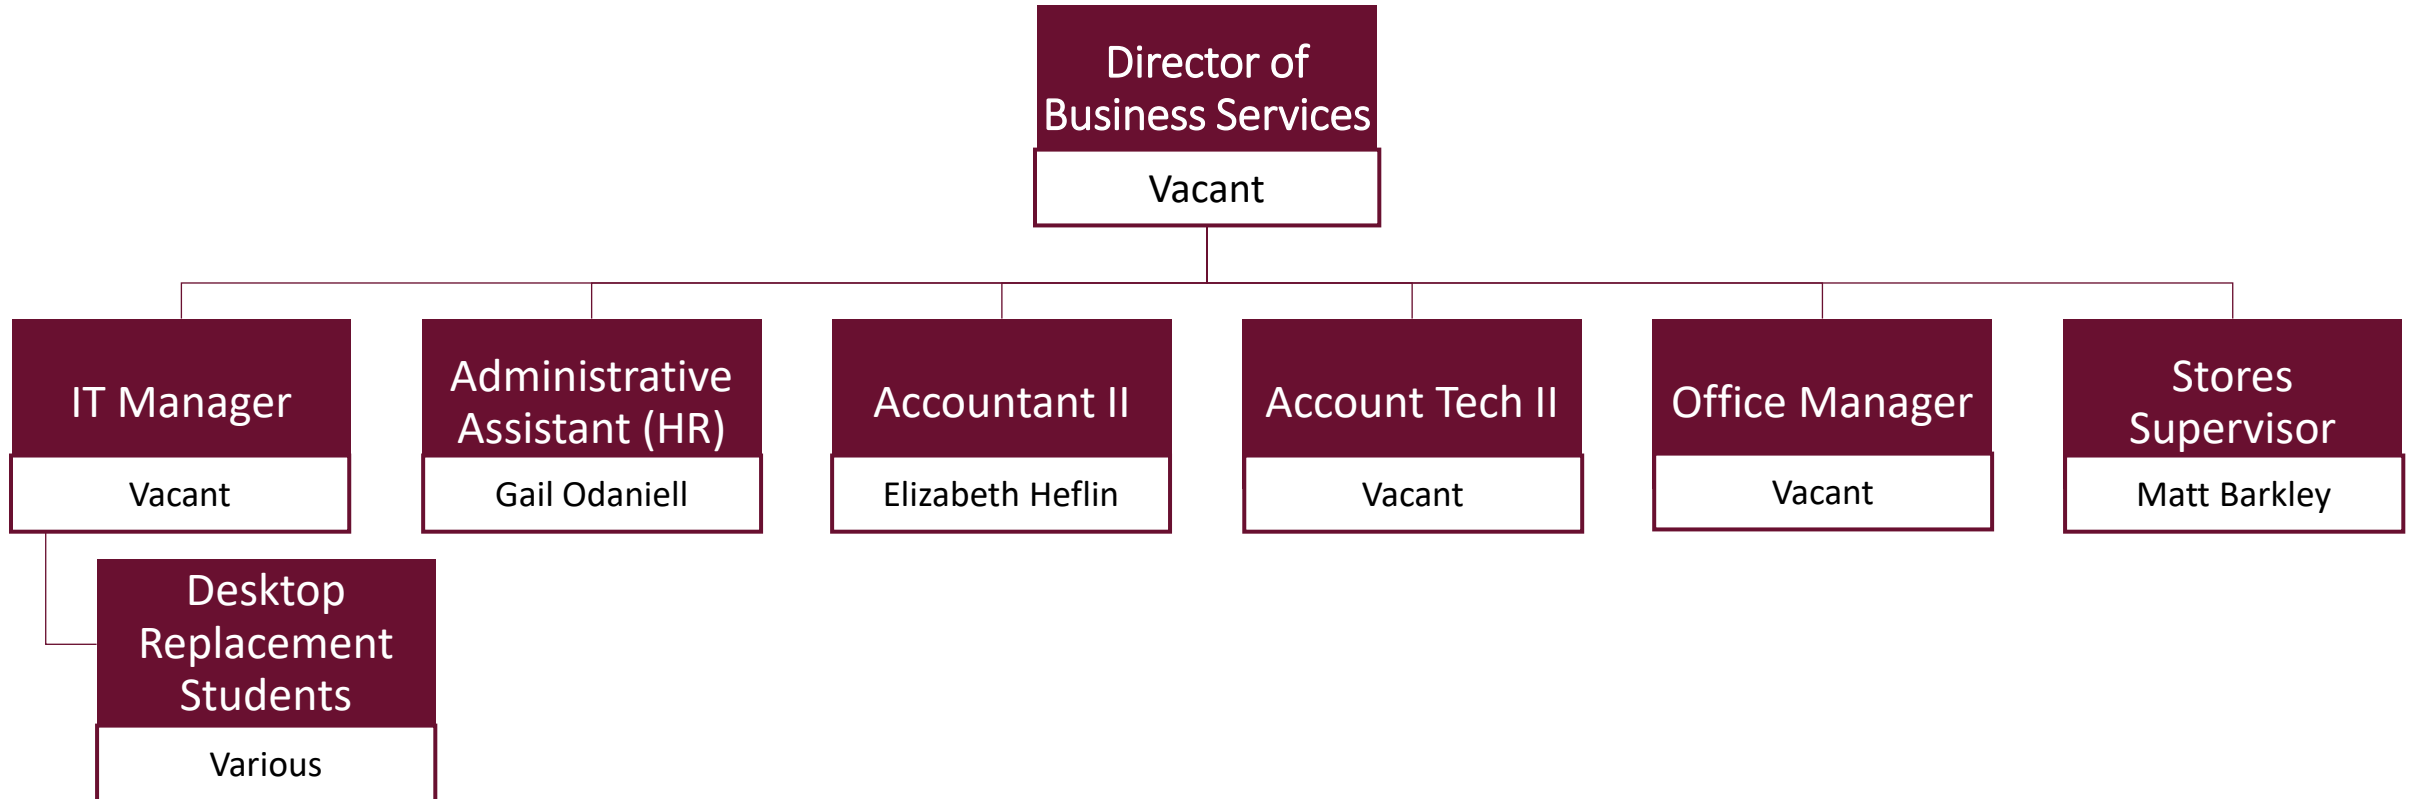 Director of
Business Services
Vacant
IT Manager
Vacant
Administrative
Assistant (HR)
Gail Odaniell
Accountant II
Elizabeth Heflin
Account Tech II
Vacant
Office Manager
Vacant
Stores
Supervisor
Matt Barkley
Desktop
Replacement
Students
Various